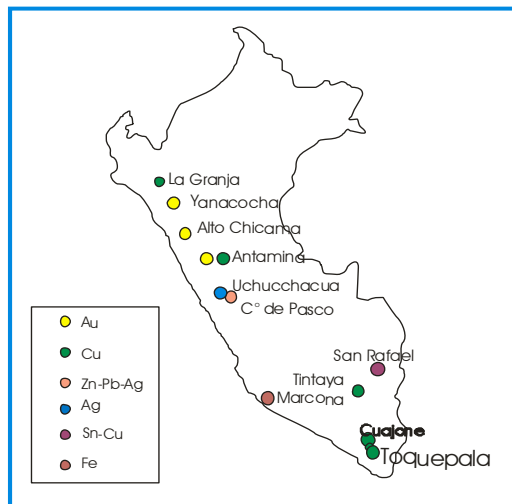 La Granja
Yanacocha
Alto Chicama
Antamina
Uchucchacua
C° de Pasco
San Rafael
Tintaya
Marcona
Cuajone
Toquepala
Au
Cu
Zn-Pb-Ag
Ag
Sn-Cu
Fe